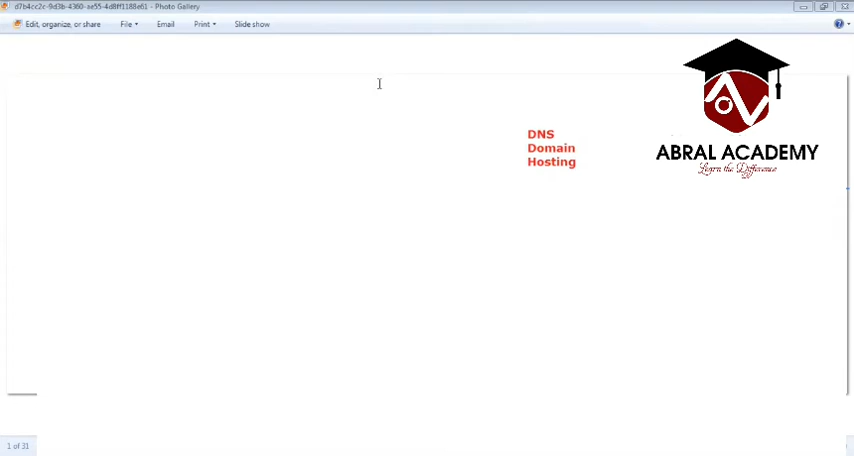 d7b4cc2c-9d3b-4360-ae55-4d8ff1188e61 - Photo Gallery
Edit, organize, or share File Email Print Slide show
DNS
Domain
Hosting
ABRAL ACADEMY
Learn the Difference
1 of 31